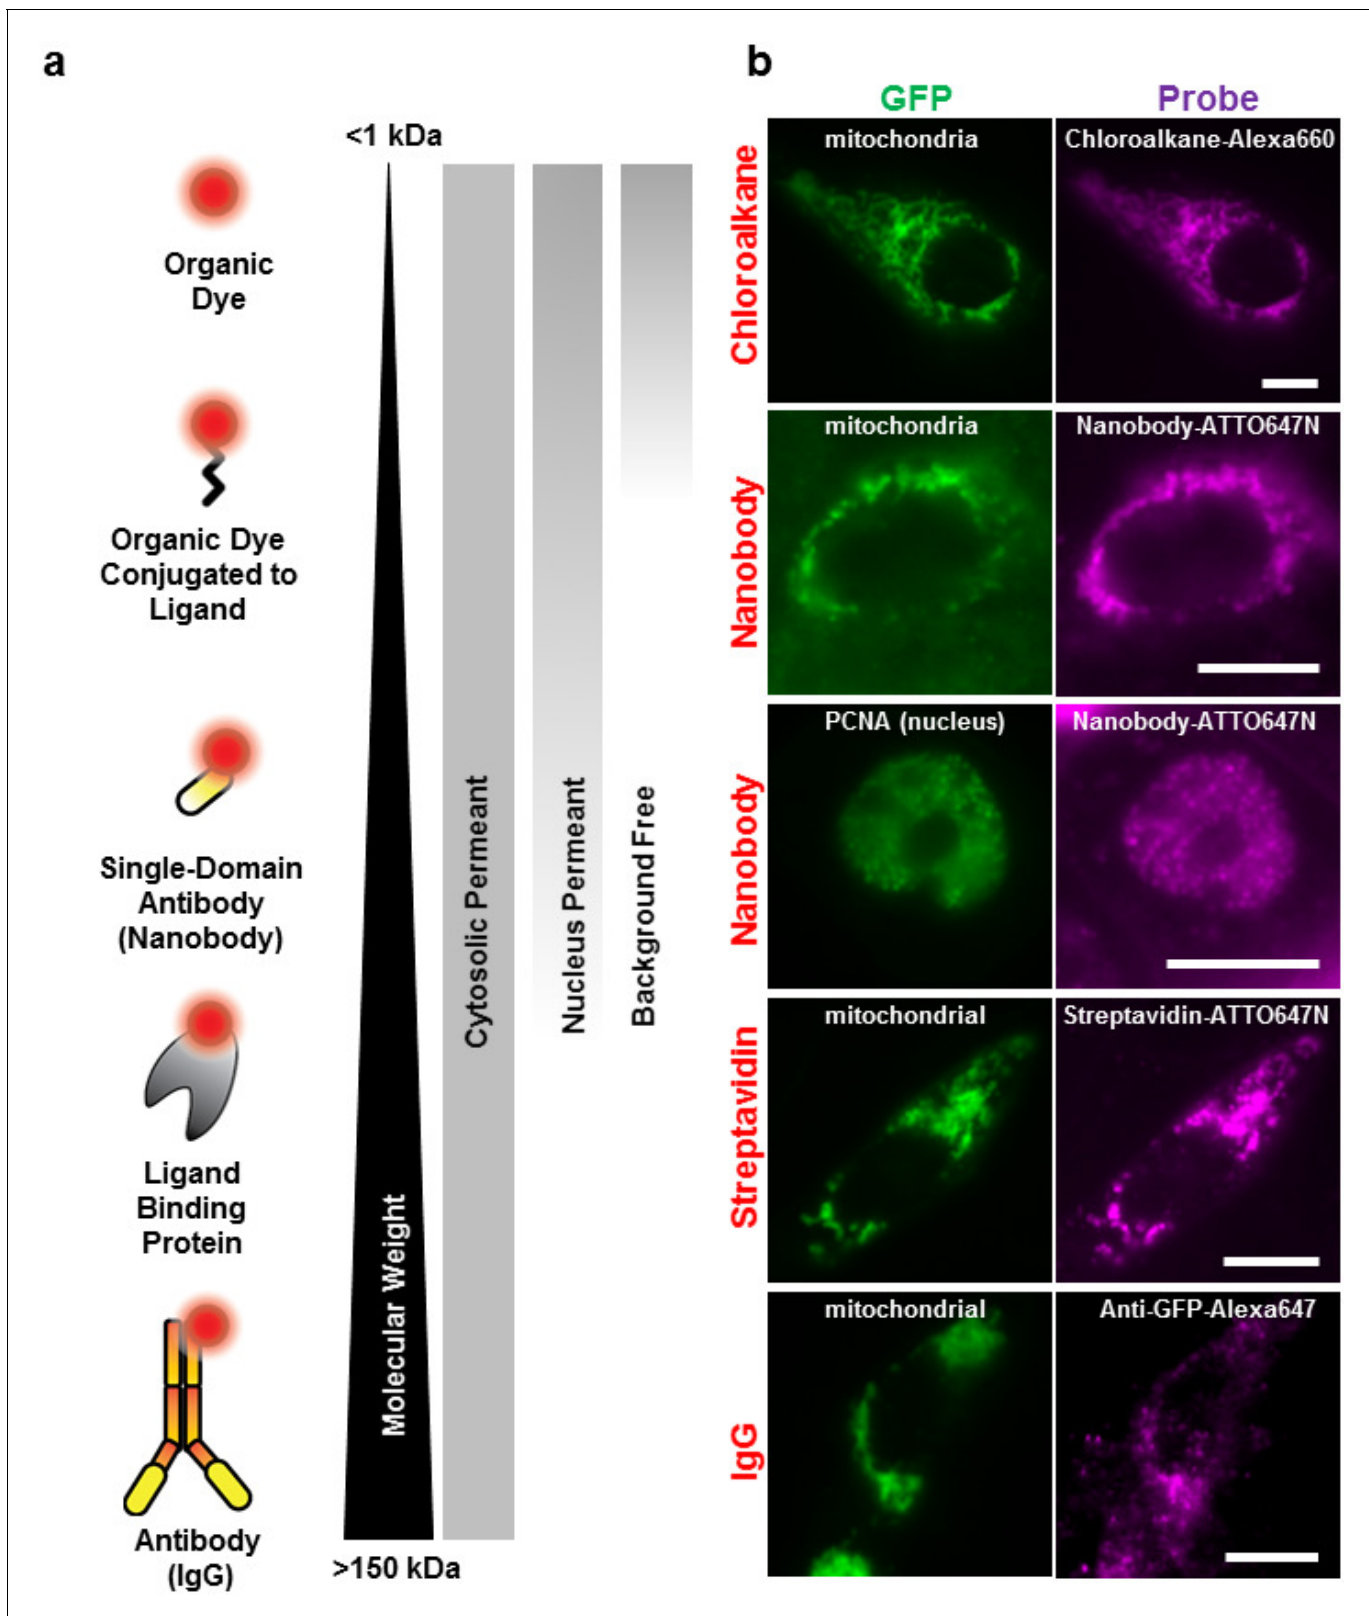 a
<1 kDa
Organic
Dye
Organic Dye
Conjugated to
Ligand
Single-Domain
Antibody
(Nanobody)
Ligand
Binding
Protein
Antibody
(IgG)
Molecular Weight
>150 kDa
Cytosolic Permeant
Nucleus Permeant
Background Free
b
GFP
Probe
Chloroalkane
mitochondria
Chloroalkane-Alexa660
Nanobody
mitochondria
Nanobody-ATTO647N
Nanobody
PCNA (nucleus)
Nanobody-ATTO647N
Streptavidin
mitochondrial
Streptavidin-ATTO647N
IgG
mitochondrial
Anti-GFP-Alexa647